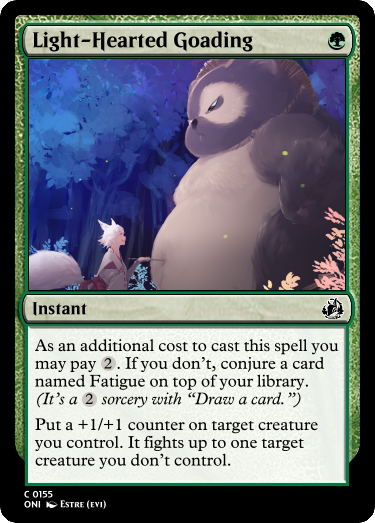 Light-Hearted Goading
Instant
As an additional cost to cast this spell you
may pay 2. If you don't, conjure a card
named Fatigue on top of your library.
(It's a 2 sorcery with “Draw a card.”)
Put a +1/+1 counter on target creature
you control. It fights up to one target
creature you don't control.
C 0155
ONI Estre (evi)